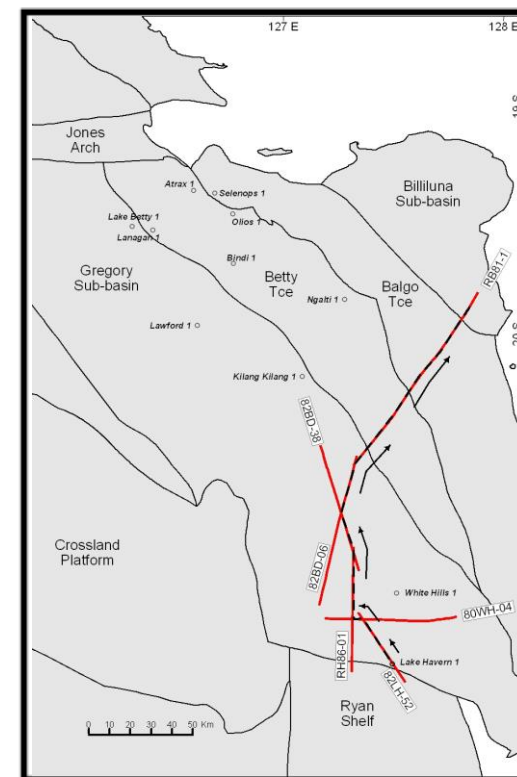 127 E
128 E
19 S
Jones
Arch
Atrax 1
Selenops 1
Billiluna
Sub-basin
Lake Betty 1
Olios 1
Lanagan 1
Bindi 1
Gregory
Sub-basin
Betty
Tce
Balgo
Tce
RB81-1
Ngalti 1
20 S
Lawford 1
Kilang Kilang 1
82BD-38
Crossland
Platform
82BD-06
White Hills 1
80WH-04
RH86-01
Lake Havern 1
82LH-52
Ryan
Shelf
0 10 20 30 40 50 Km